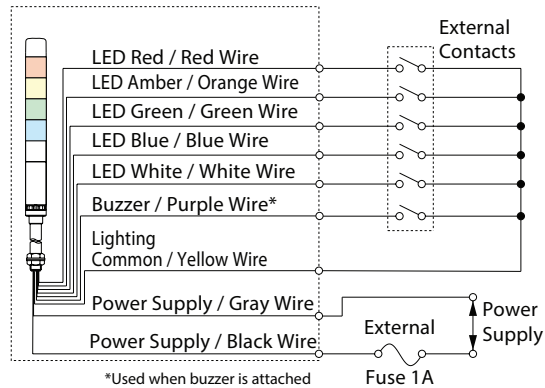 External
Contacts
LED Red / Red Wire
LED Amber / Orange Wire
LED Green / Green Wire
LED Blue / Blue Wire
LED White / White Wire
Buzzer / Purple Wire*
Lighting
Common / Yellow Wire
Power Supply / Gray Wire
Power Supply / Black Wire
External
Fuse 1A
Power
Supply
*Used when buzzer is attached